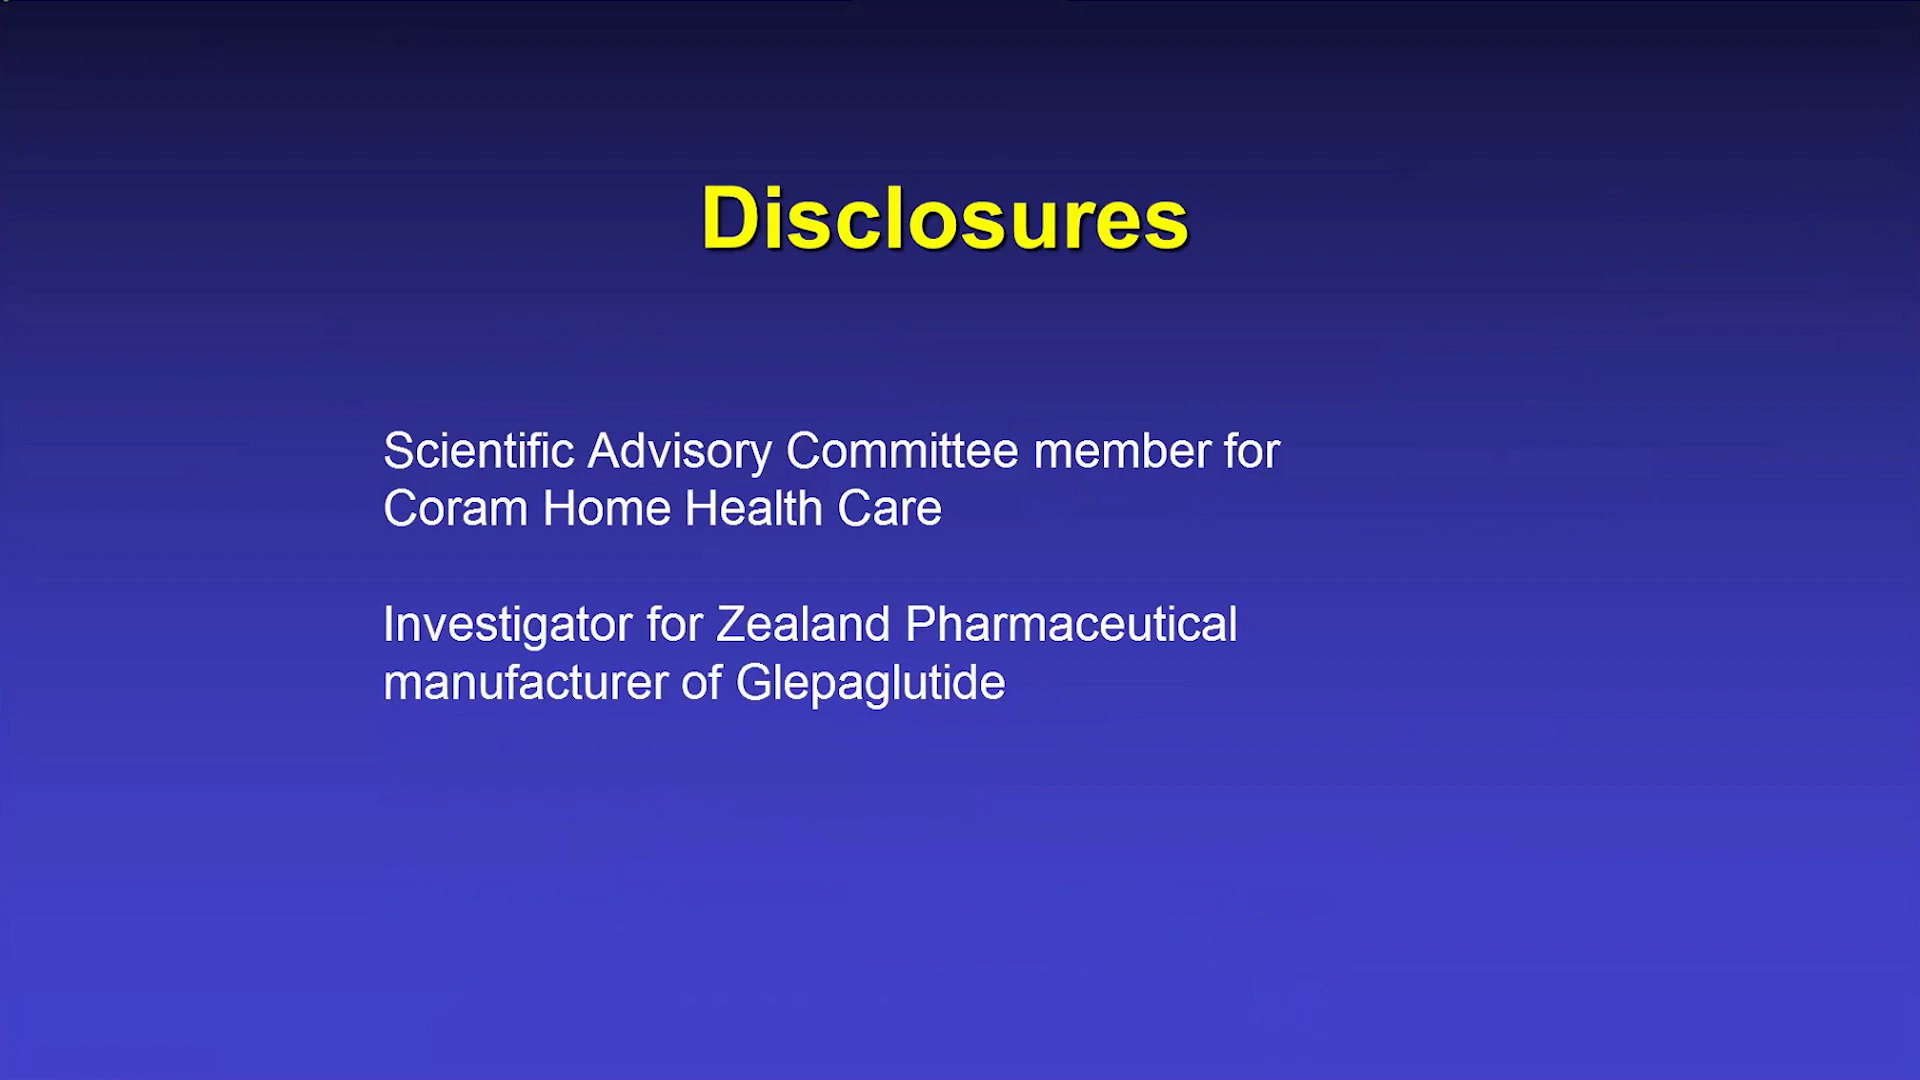 Disclosures
Scientific Advisory Committee member for
Coram Home Health Care
Investigator for Zealand Pharmaceutical
manufacturer of Glepaglutide